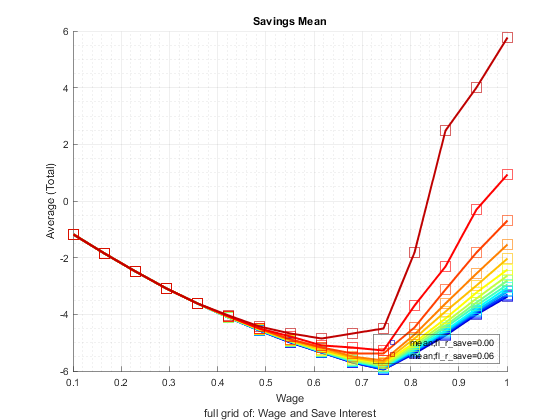 Savings Mean
Average (Total)
6
4
2
0
-2
-4
-6
0.1
0.2
0.3
0.4
0.5
0.6
0.7
0.8
0.9
1
mean,fl_r_save=0.00
mean,fl_r_save=0.06
Wage
full grid of: Wage and Save Interest